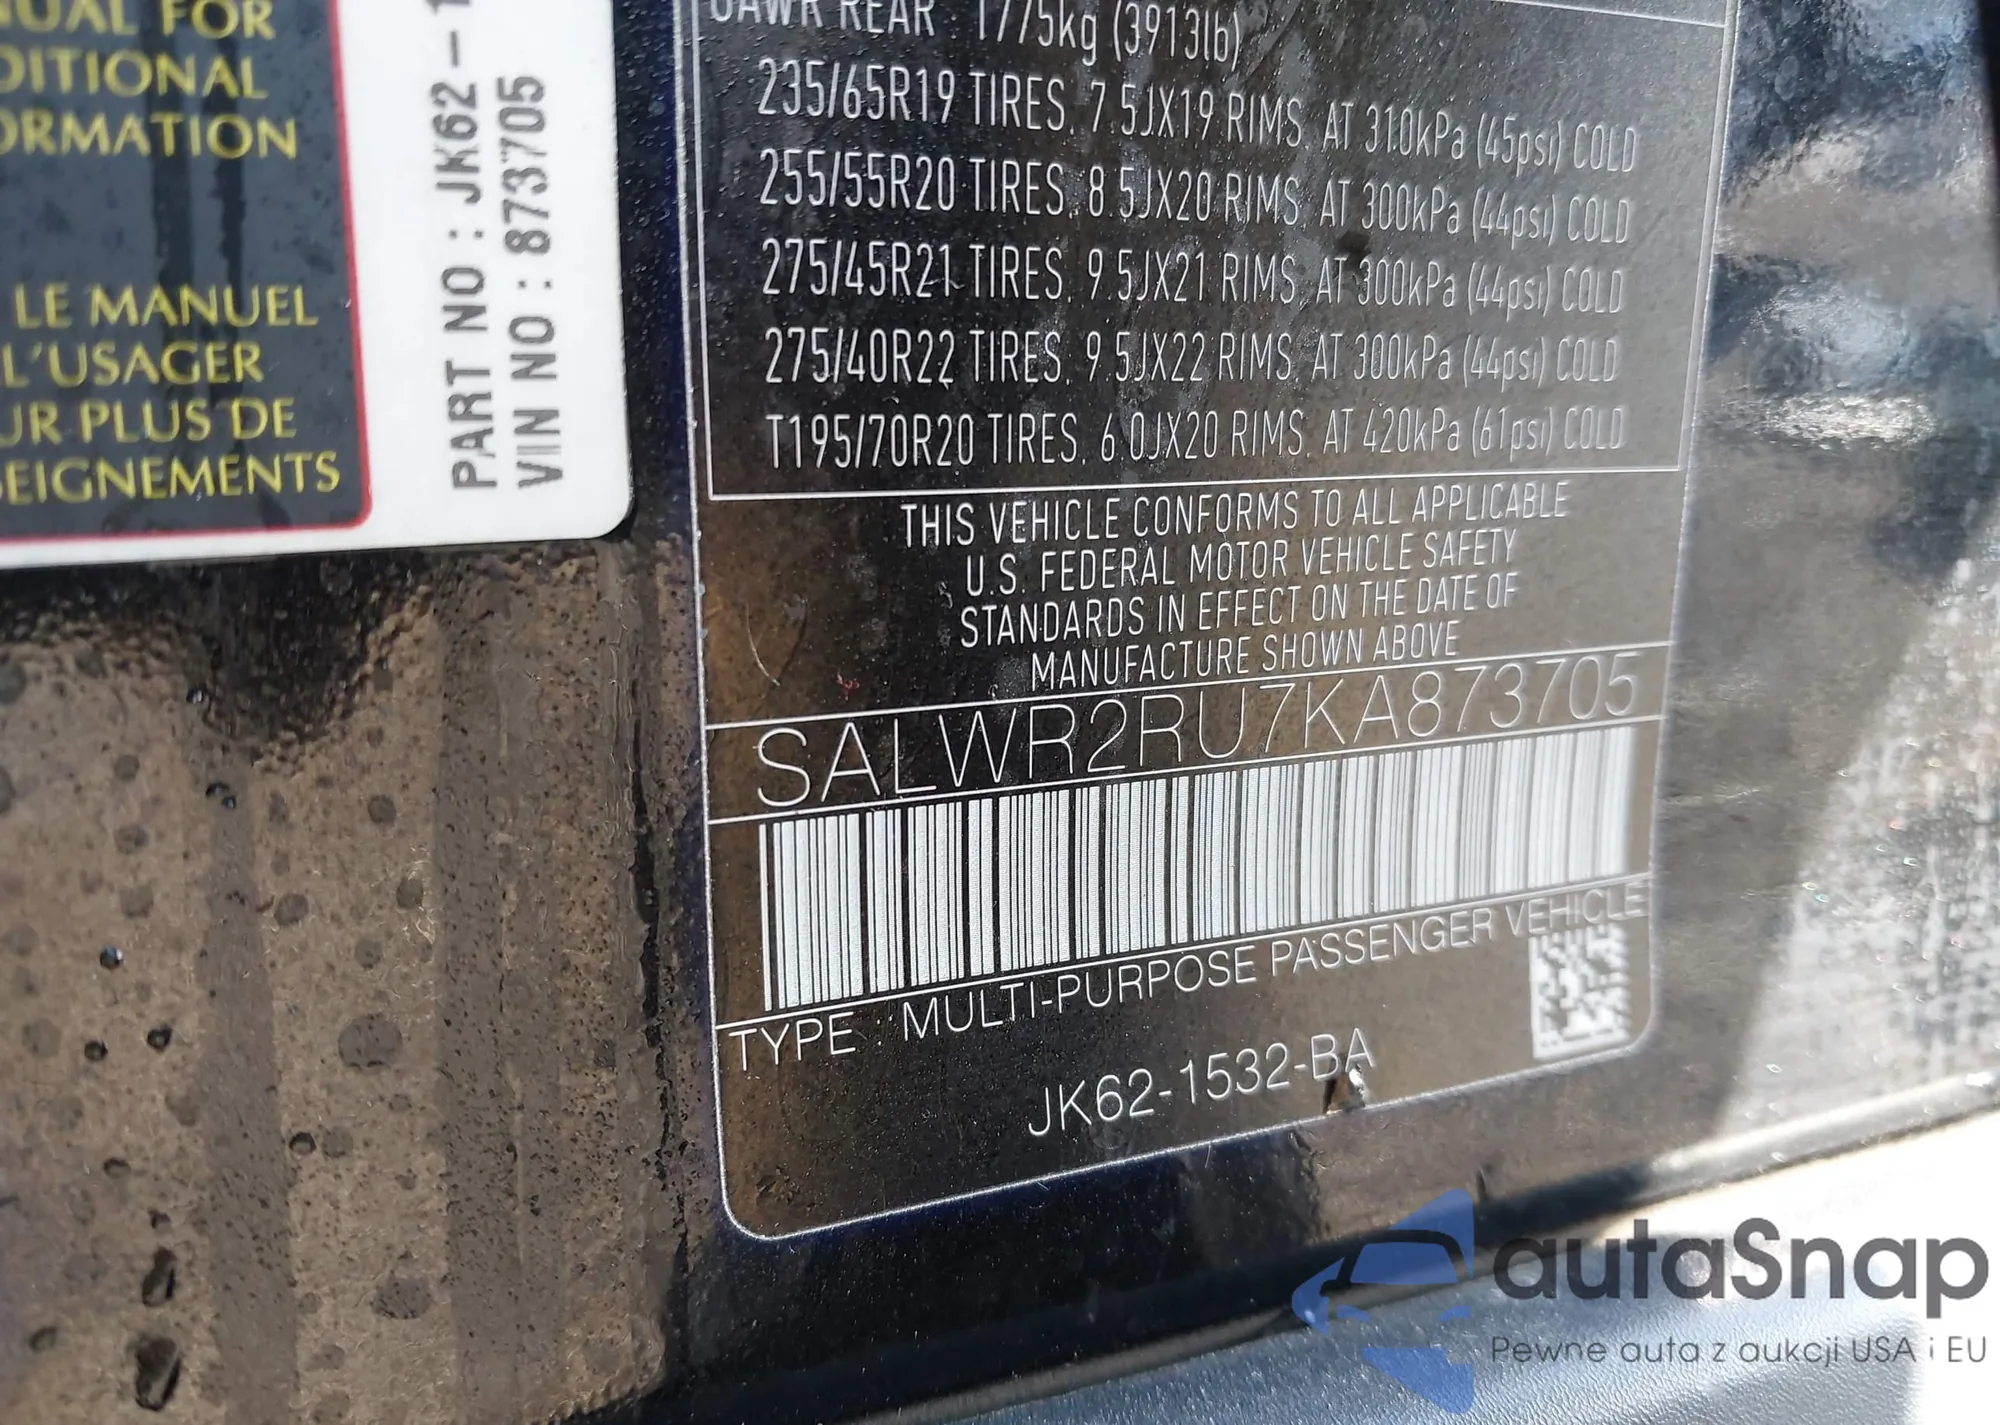 NUAL FOR
DITIONAL
ORMATION
LE MANUEL
L'USAGER
UR PLUS DE
SEIGNEMENTS
PART NO : JK62-1
VIN NO : 873705
GAWR REAR : 1775kg (3913lb)
235/65R19 TIRES, 7.5JX19 RIMS, AT 310kPa (45psi) COLD
255/55R20 TIRES, 8.5JX20 RIMS, AT 300kPa (44psi) COLD
275/45R21 TIRES, 9.5JX21 RIMS, AT 300kPa (44psi) COLD
275/40R22 TIRES, 9.5JX22 RIMS, AT 300kPa (44psi) COLD
T195/70R20 TIRES, 6.0JX20 RIMS, AT 420kPa (61psi) COLD
THIS VEHICLE CONFORMS TO ALL APPLICABLE
U.S. FEDERAL MOTOR VEHICLE SAFETY
STANDARDS IN EFFECT ON THE DATE OF
MANUFACTURE SHOWN ABOVE
SALWR2RU7KA873705
TYPE : MULTI-PURPOSE PASSENGER VEHICLE
JK62-1532-BA
autaSnap
Pewne auta z aukcji USA i EU